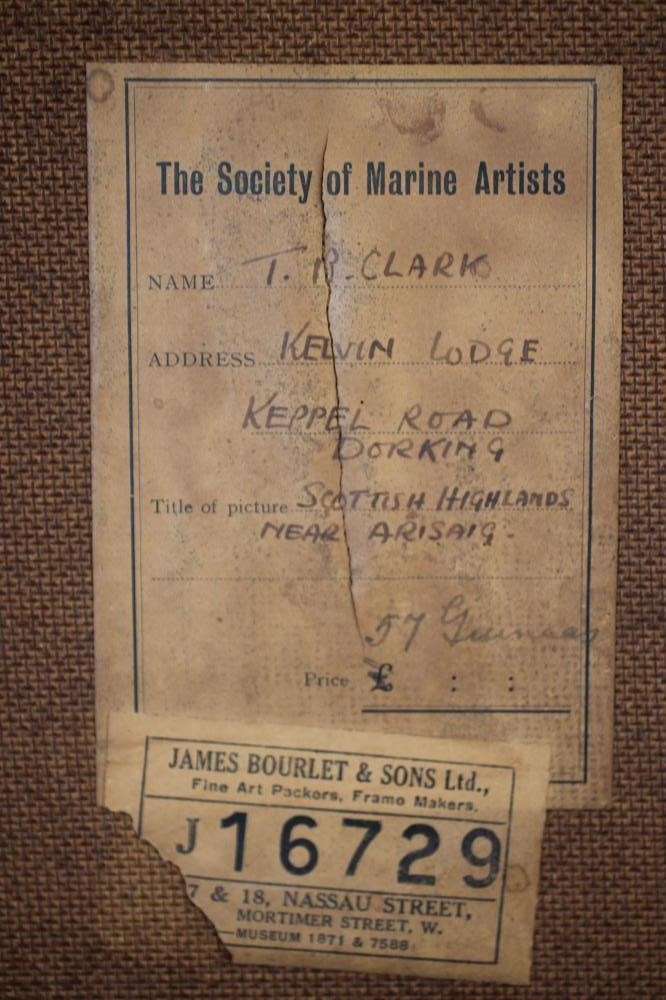 The Society of Marine Artists
NAME T. R. CLARK
ADDRESS KELVIN LODGE
KEPPEL ROAD
DORKING
Title of picture SCOTTISH HIGHLANDS
NEAR ARISAIG.
57 Guineas
Price £ : :
JAMES BOURLET & SONS Ltd.,
Fine Art Packers, Frame Makers.
J16729
7 & 18, NASSAU STREET,
MORTIMER STREET, W.
MUSEUM 1871 & 7588